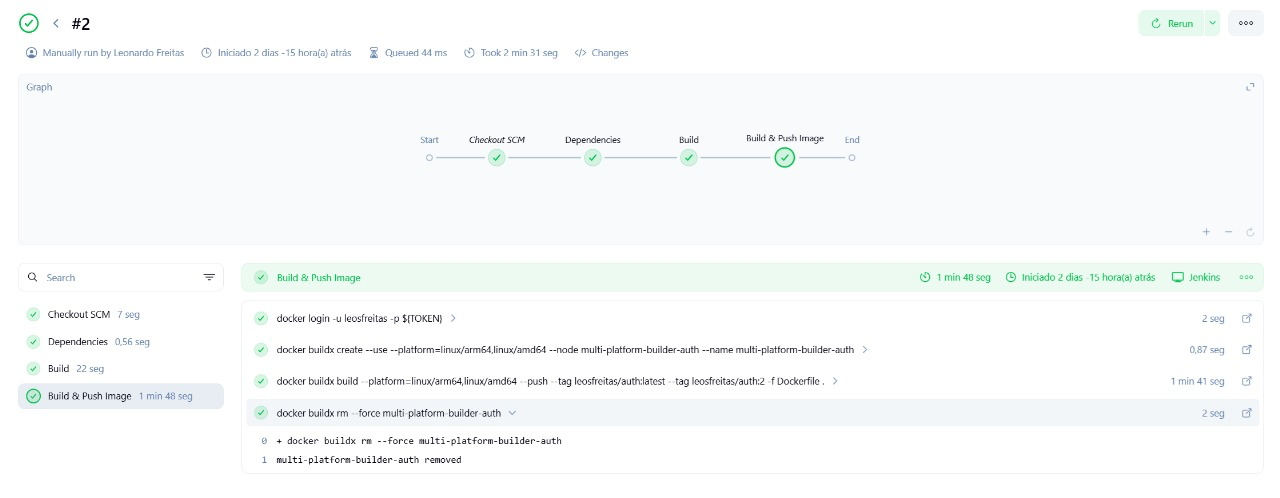 #2
Rerun
Manually run by Leonardo Freitas Iniciado 2 dias -15 hora(a) atrás Queued 44 ms Took 2 min 31 seg Changes
Graph
Start Checkout SCM Dependencies Build Build & Push Image End
Search
Checkout SCM 7 seg
Dependencies 0,56 seg
Build 22 seg
Build & Push Image 1 min 48 seg
Build & Push Image 1 min 48 seg Iniciado 2 dias -15 hora(a) atrás Jenkins
docker login -u leosfreitas -p ${TOKEN} 2 seg
docker buildx create --use --platform=linux/arm64,linux/amd64 --node multi-platform-builder-auth --name multi-platform-builder-auth 0,87 seg
docker buildx build --platform=linux/arm64,linux/amd64 --push --tag leosfreitas/auth:latest --tag leosfreitas/auth:2 -f Dockerfile . 1 min 41 seg
docker buildx rm --force multi-platform-builder-auth 2 seg
0 + docker buildx rm --force multi-platform-builder-auth
1 multi-platform-builder-auth removed